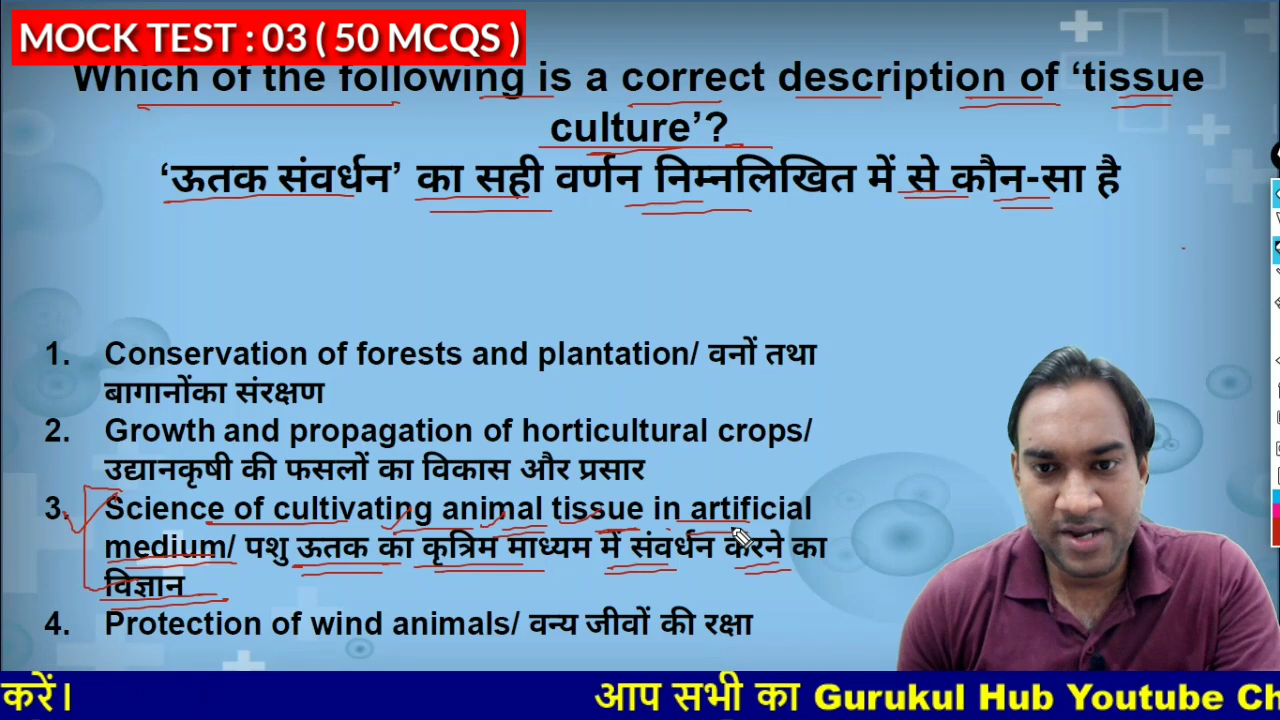 MOCK TEST : 03 ( 50 MCQS )
Which of the following is a correct description of ‘tissue
culture’?
‘ऊतक संवर्धन’ का सही वर्णन निम्नलिखित में से कौन-सा है
1. Conservation of forests and plantation/ वनों तथा
बागानोंका संरक्षण
2. Growth and propagation of horticultural crops/
उद्यानकृषी की फसलों का विकास और प्रसार
3. Science of cultivating animal tissue in artificial
medium/ पशु ऊतक का कृत्रिम माध्यम में संवर्धन करने का
विज्ञान
4. Protection of wind animals/ वन्य जीवों की रक्षा
करें। आप सभी का Gurukul Hub Youtube Ch